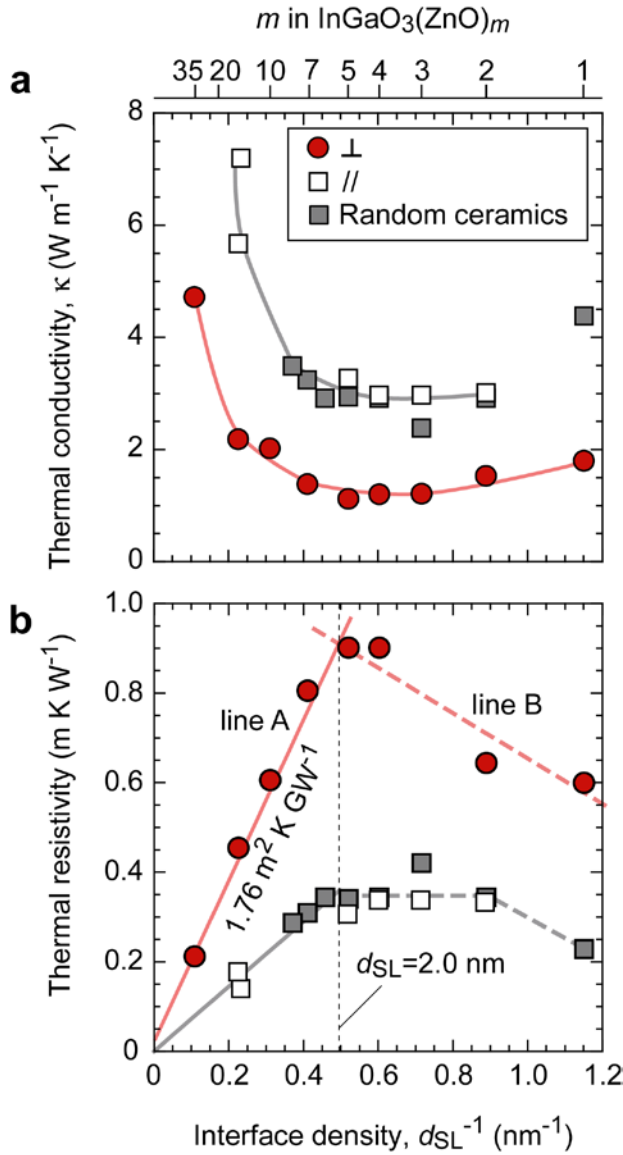 m in InGaO₃(ZnO)ₘ
35 20 10 7 5 4 3 2 1
a
8
6
4
2
0
Thermal conductivity, κ (W m⁻¹ K⁻¹)
⊥
//
Random ceramics
b
1.0
0.8
0.6
0.4
0.2
0
Thermal resistivity (m K W⁻¹)
line A
line B
1.76 m² K GW⁻¹
dSL=2.0 nm
0 0.2 0.4 0.6 0.8 1.0 1.2
Interface density, dSL⁻¹ (nm⁻¹)